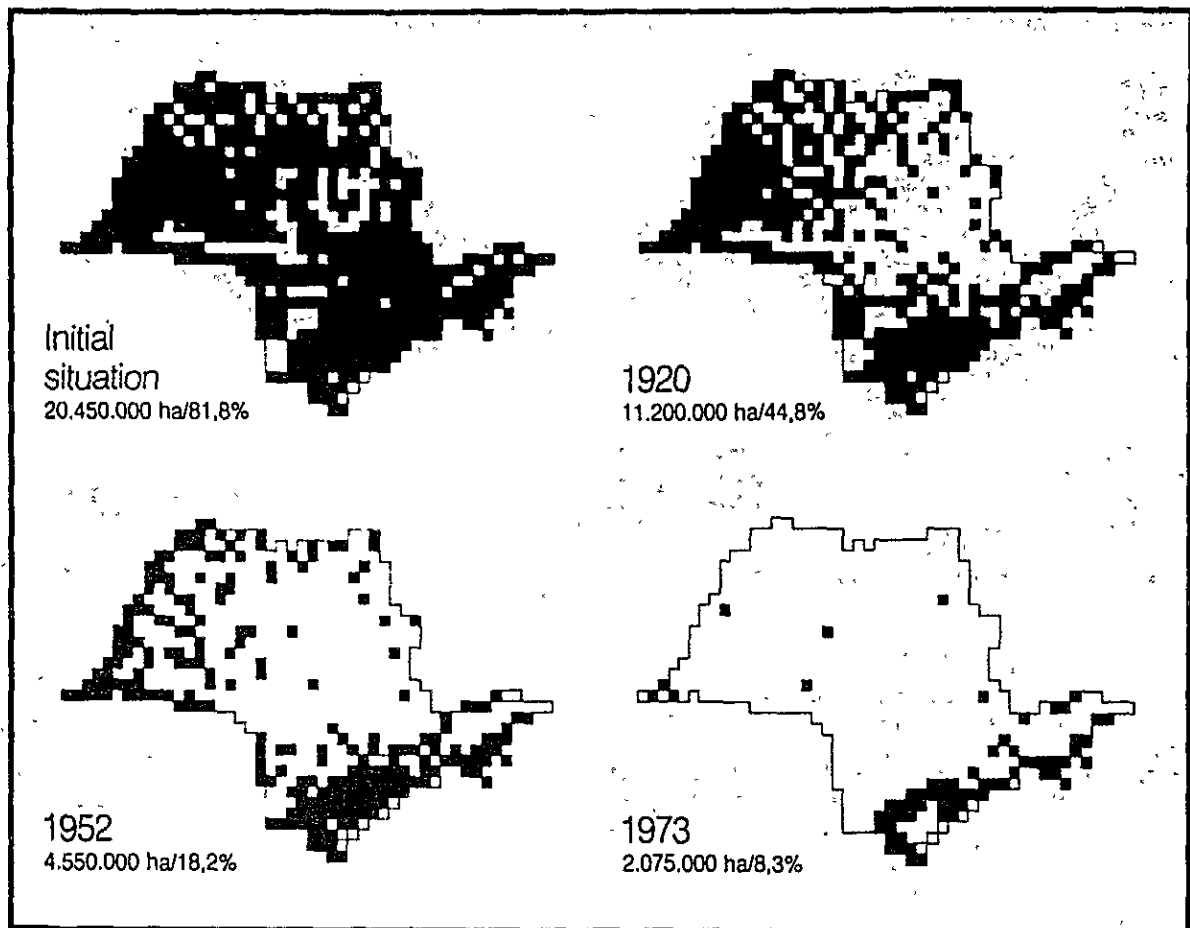 Initial
situation
20.450.000 ha/81,8%
1920
11.200.000 ha/44,8%
1952
4.550.000 ha/18,2%
1973
2.075.000 ha/8,3%